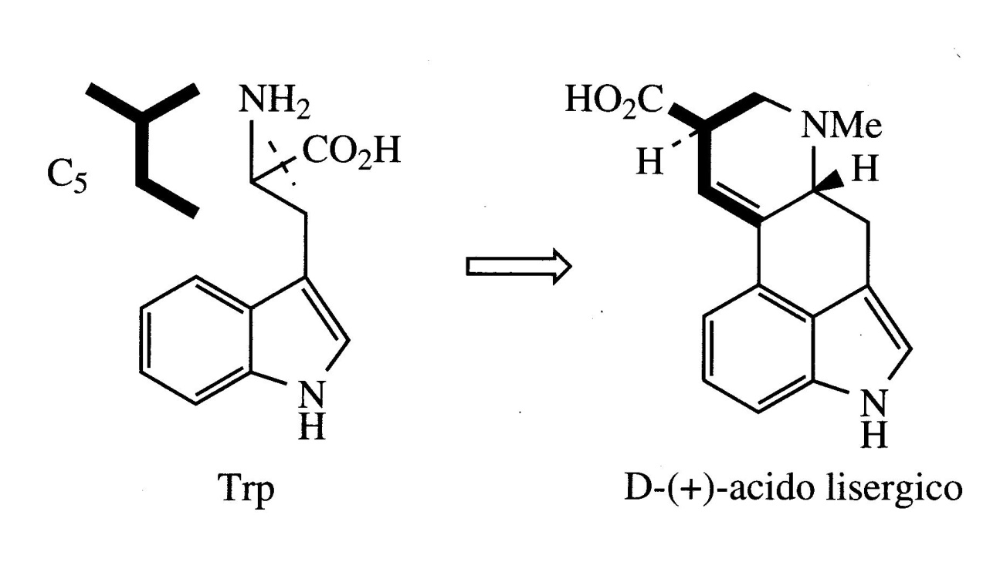 NH₂
CO₂H
C₅
N
H
Trp
HO₂C
NMe
H
H
N
H
D-(+)-acido lisergico